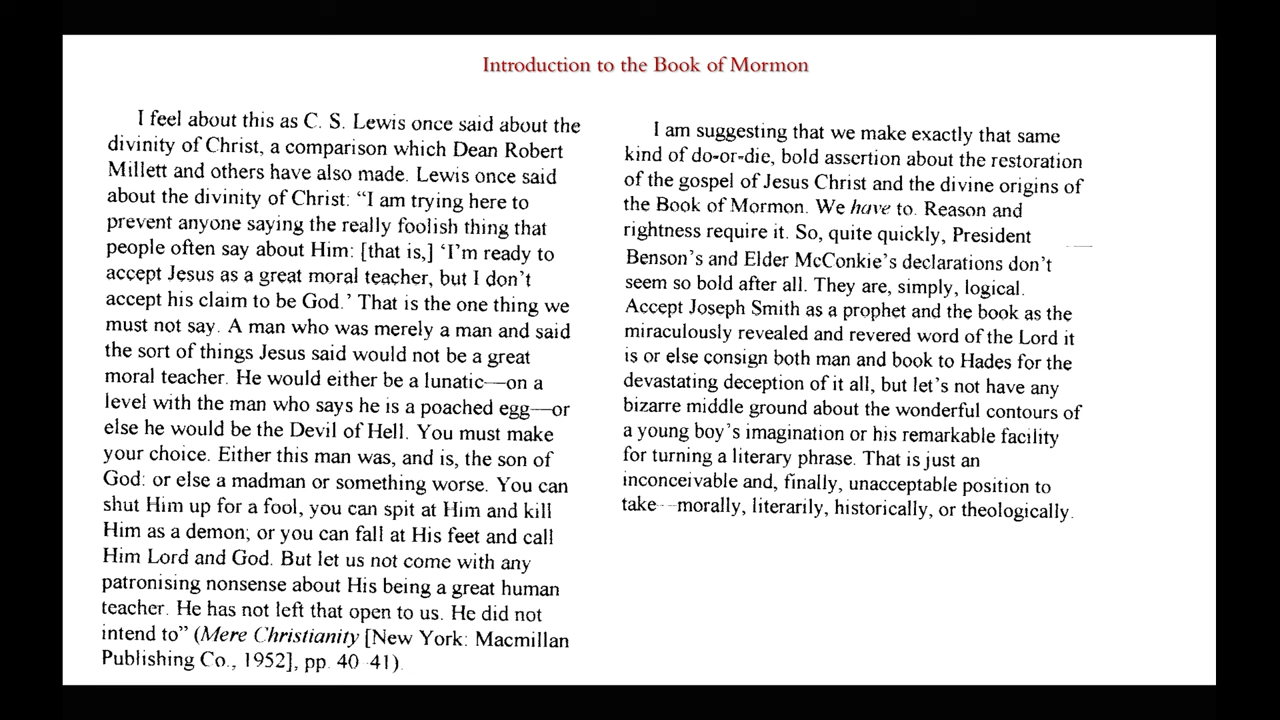 Introduction to the Book of Mormon
I feel about this as C. S. Lewis once said about the
divinity of Christ, a comparison which Dean Robert
Millett and others have also made. Lewis once said
about the divinity of Christ: “I am trying here to
prevent anyone saying the really foolish thing that
people often say about Him: [that is,] ‘I’m ready to
accept Jesus as a great moral teacher, but I don’t
accept his claim to be God.’ That is the one thing we
must not say. A man who was merely a man and said
the sort of things Jesus said would not be a great
moral teacher. He would either be a lunatic—on a
level with the man who says he is a poached egg—or
else he would be the Devil of Hell. You must make
your choice. Either this man was, and is, the son of
God: or else a madman or something worse. You can
shut Him up for a fool, you can spit at Him and kill
Him as a demon; or you can fall at His feet and call
Him Lord and God. But let us not come with any
patronising nonsense about His being a great human
teacher. He has not left that open to us. He did not
intend to” (Mere Christianity [New York: Macmillan
Publishing Co., 1952], pp. 40-41).
I am suggesting that we make exactly that same
kind of do-or-die, bold assertion about the restoration
of the gospel of Jesus Christ and the divine origins of
the Book of Mormon. We have to. Reason and
rightness require it. So, quite quickly, President
Benson’s and Elder McConkie’s declarations don’t
seem so bold after all. They are, simply, logical.
Accept Joseph Smith as a prophet and the book as the
miraculously revealed and revered word of the Lord it
is or else consign both man and book to Hades for the
devastating deception of it all, but let’s not have any
bizarre middle ground about the wonderful contours of
a young boy’s imagination or his remarkable facility
for turning a literary phrase. That is just an
inconceivable and, finally, unacceptable position to
take—morally, literarily, historically, or theologically.